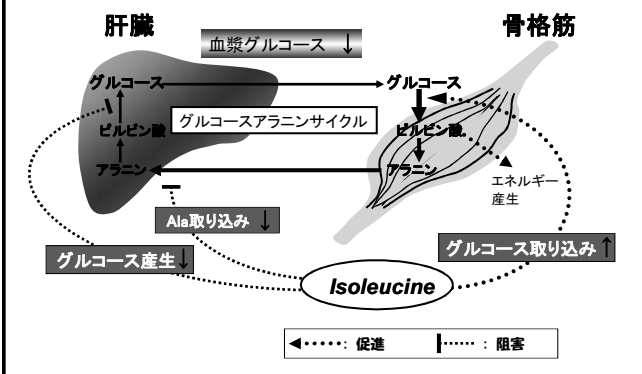 肝臓
骨格筋
血漿グルコース ↓
グルコース
グルコース
ピルビン酸
グルコースアラニンサイクル
ピルビン酸
アラニン
アラニン
エネルギー
産生
Ala取り込み ↓
グルコース産生↓
グルコース取り込み↑
Isoleucine
: 促進
: 阻害